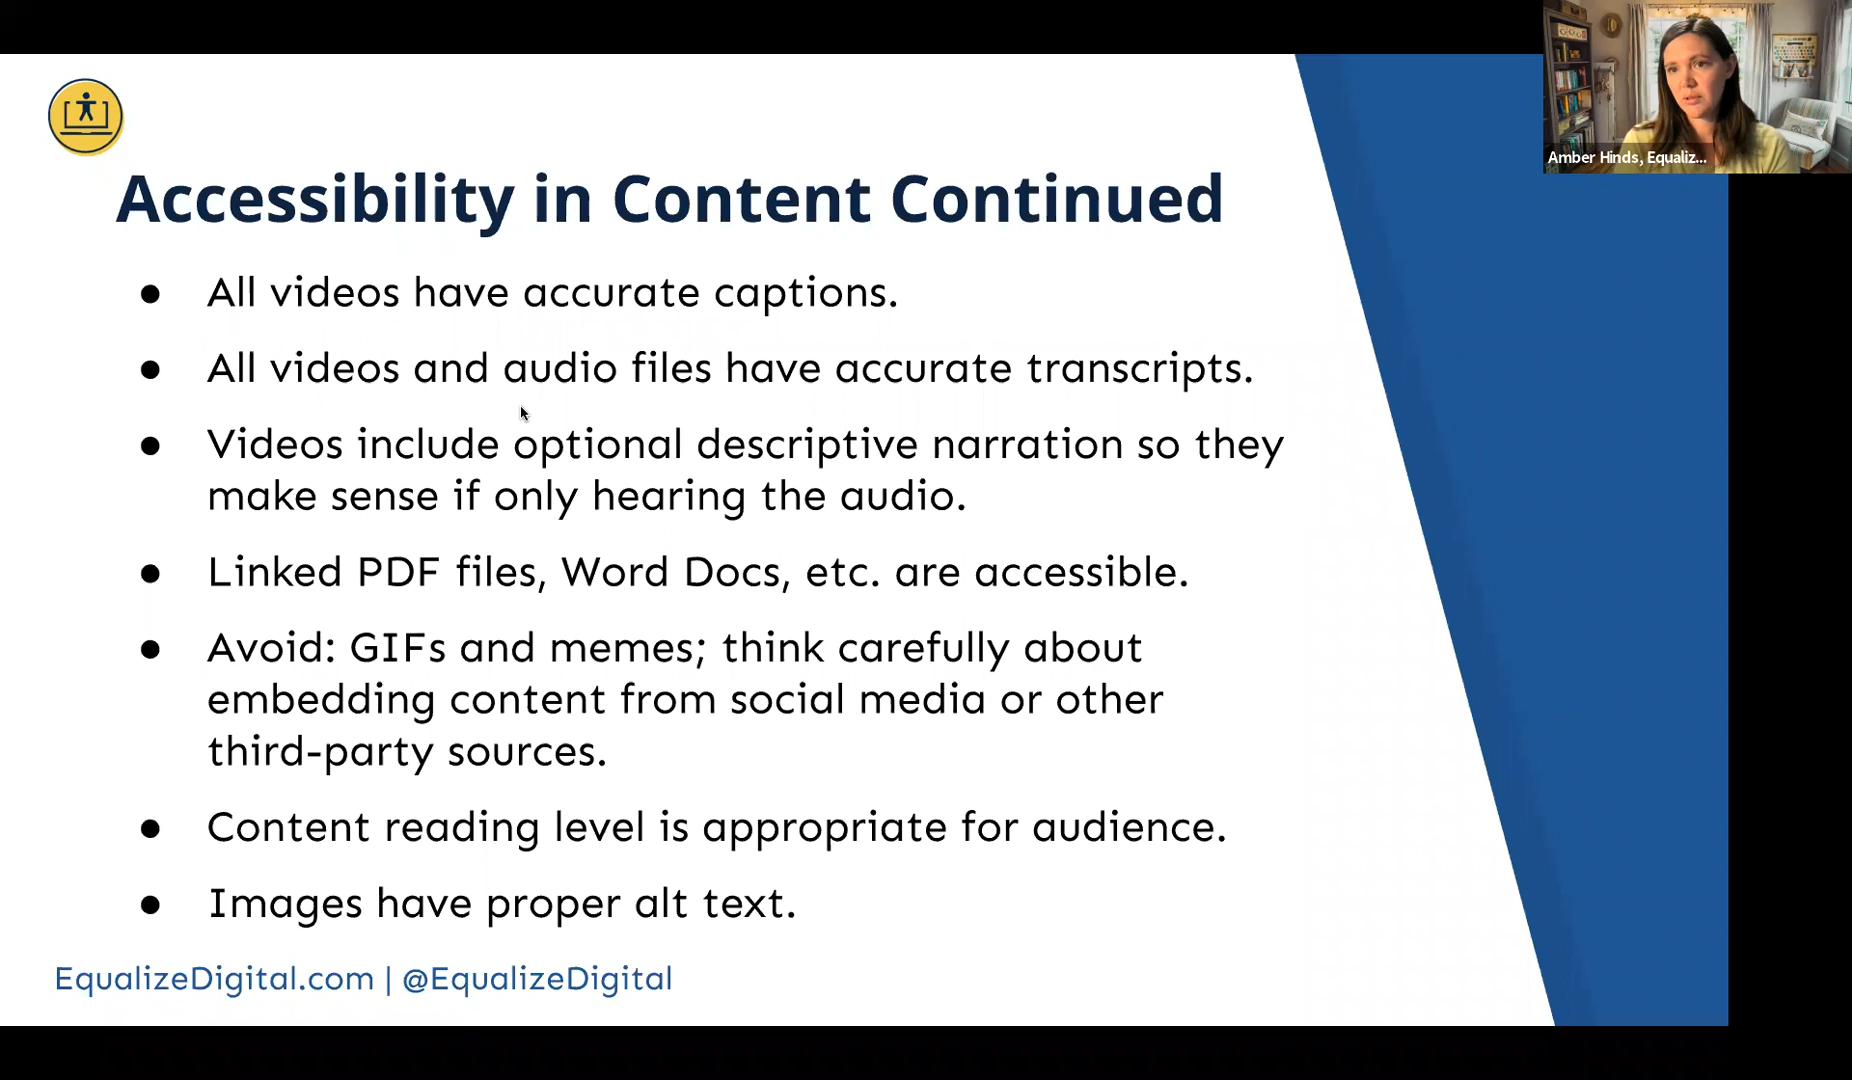 Amber Hinds, Equaliz...
Accessibility in Content Continued
● All videos have accurate captions.
● All videos and audio files have accurate transcripts.
● Videos include optional descriptive narration so they
make sense if only hearing the audio.
● Linked PDF files, Word Docs, etc. are accessible.
● Avoid: GIFs and memes; think carefully about
embedding content from social media or other
third-party sources.
● Content reading level is appropriate for audience.
● Images have proper alt text.
EqualizeDigital.com | @EqualizeDigital